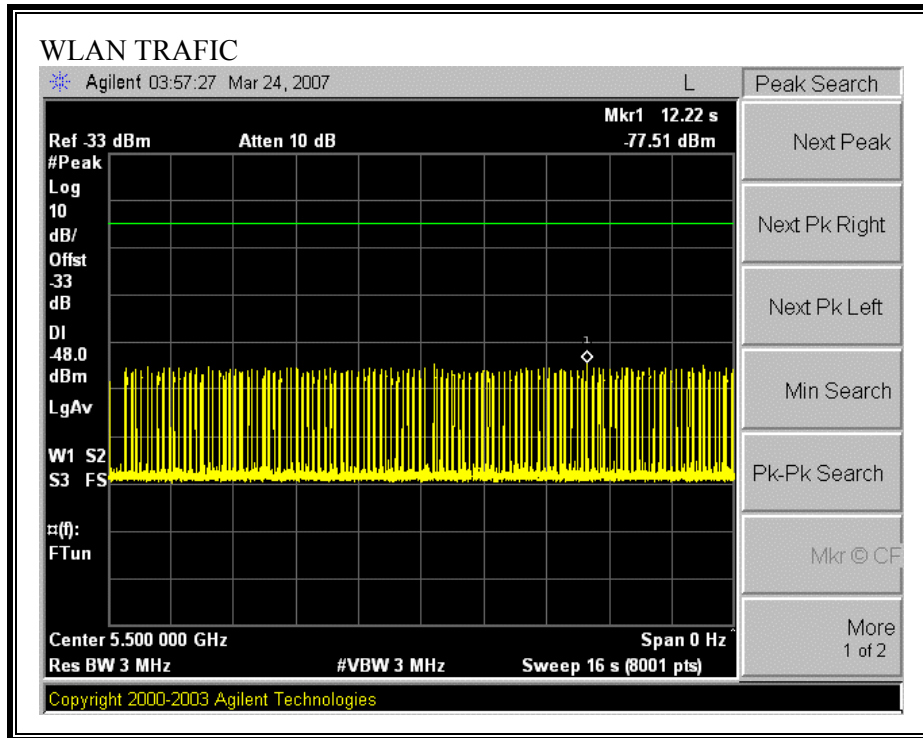 WLAN TRAFIC
Agilent 03:57:27 Mar 24, 2007 L
Peak Search
Mkr1 12.22 s
Ref -33 dBm Atten 10 dB -77.51 dBm
#Peak
Log
10
dB/
Offst
-33
dB
DI
-48.0
dBm
LgAv
W1 S2
S3 FS
¤(f):
FTun
1
Center 5.500 000 GHz Span 0 Hz^
Res BW 3 MHz #VBW 3 MHz Sweep 16 s (8001 pts)
Copyright 2000-2003 Agilent Technologies
Next Peak
Next Pk Right
Next Pk Left
Min Search
Pk-Pk Search
Mkr © CF
More
1 of 2